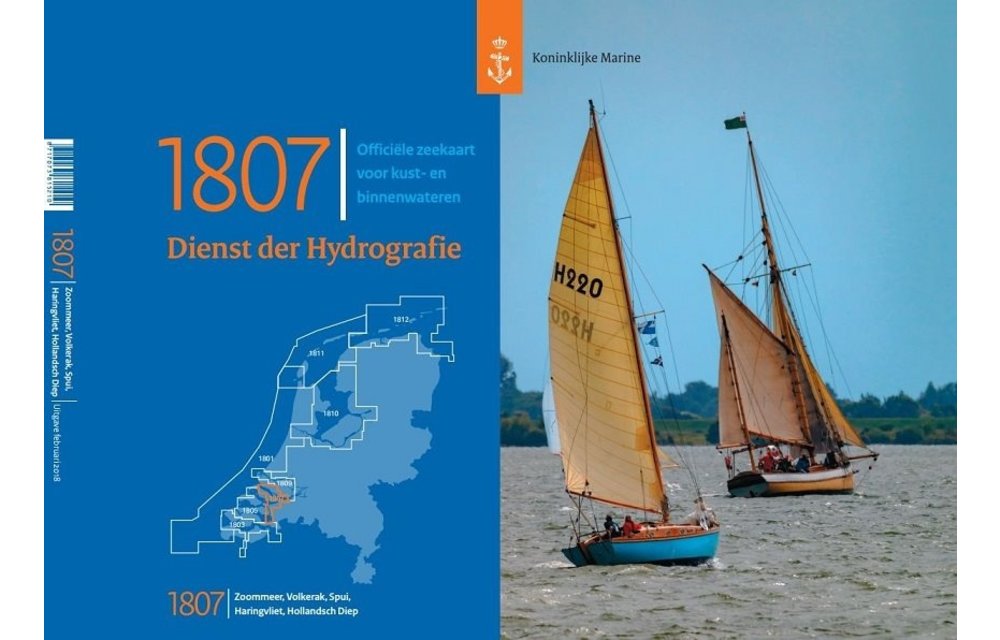 Koninklijke Marine
1807
Officiële zeekaart
voor kust- en
binnenwateren
Dienst der Hydrografie
1812
1811
1810
1801
1809
1807
1805
1803
1807
Zoommeer, Volkerak, Spui,
Haringvliet, Hollandsch Diep
1807
Zoommeer, Volkerak, Spui,
Haringvliet, Hollandsch Diep
Uitgave februari 2018
H220
H220